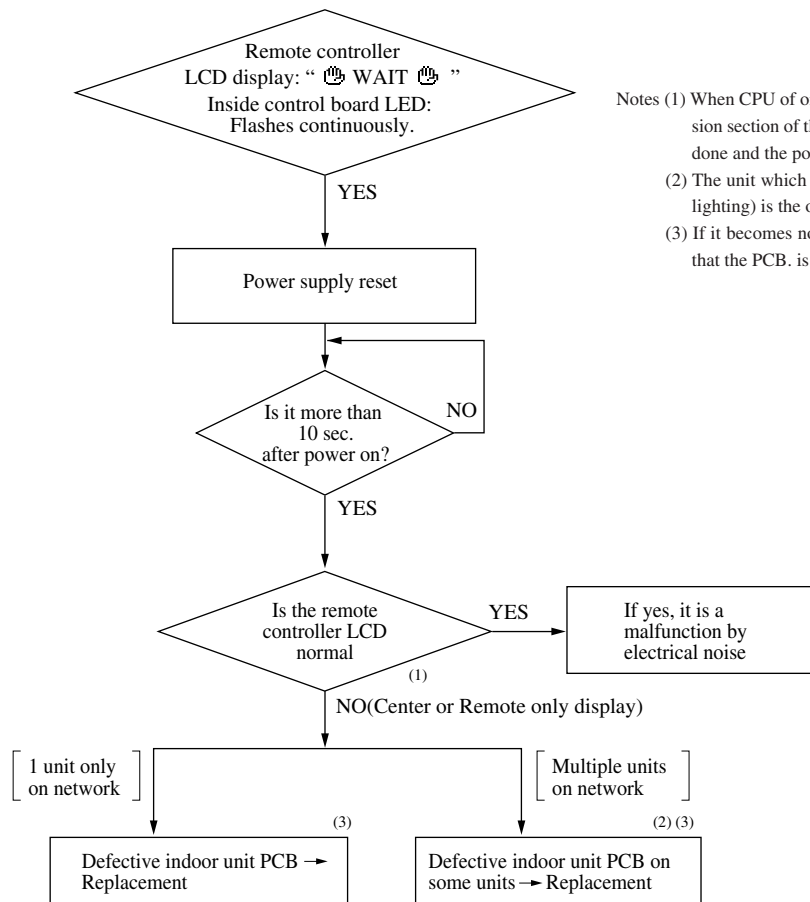 Remote controller
LCD display: “ WAIT ”
Inside control board LED:
Flashes continuously.
YES
Power supply reset
Is it more than
10 sec.
after power on?
NO
YES
Is the remote
controller LCD
normal
(1)
YES
If yes, it is a
malfunction by
electrical noise
NO(Center or Remote only display)
1 unit only
on network
Multiple units
on network
(3)
Defective indoor unit PCB →
Replacement
(2) (3)
Defective indoor unit PCB on
some units → Replacement
Notes (1) When CPU of
sion section of
done and the
(2) The unit which
lighting) is the
(3) If it becomes
that the PCB. is